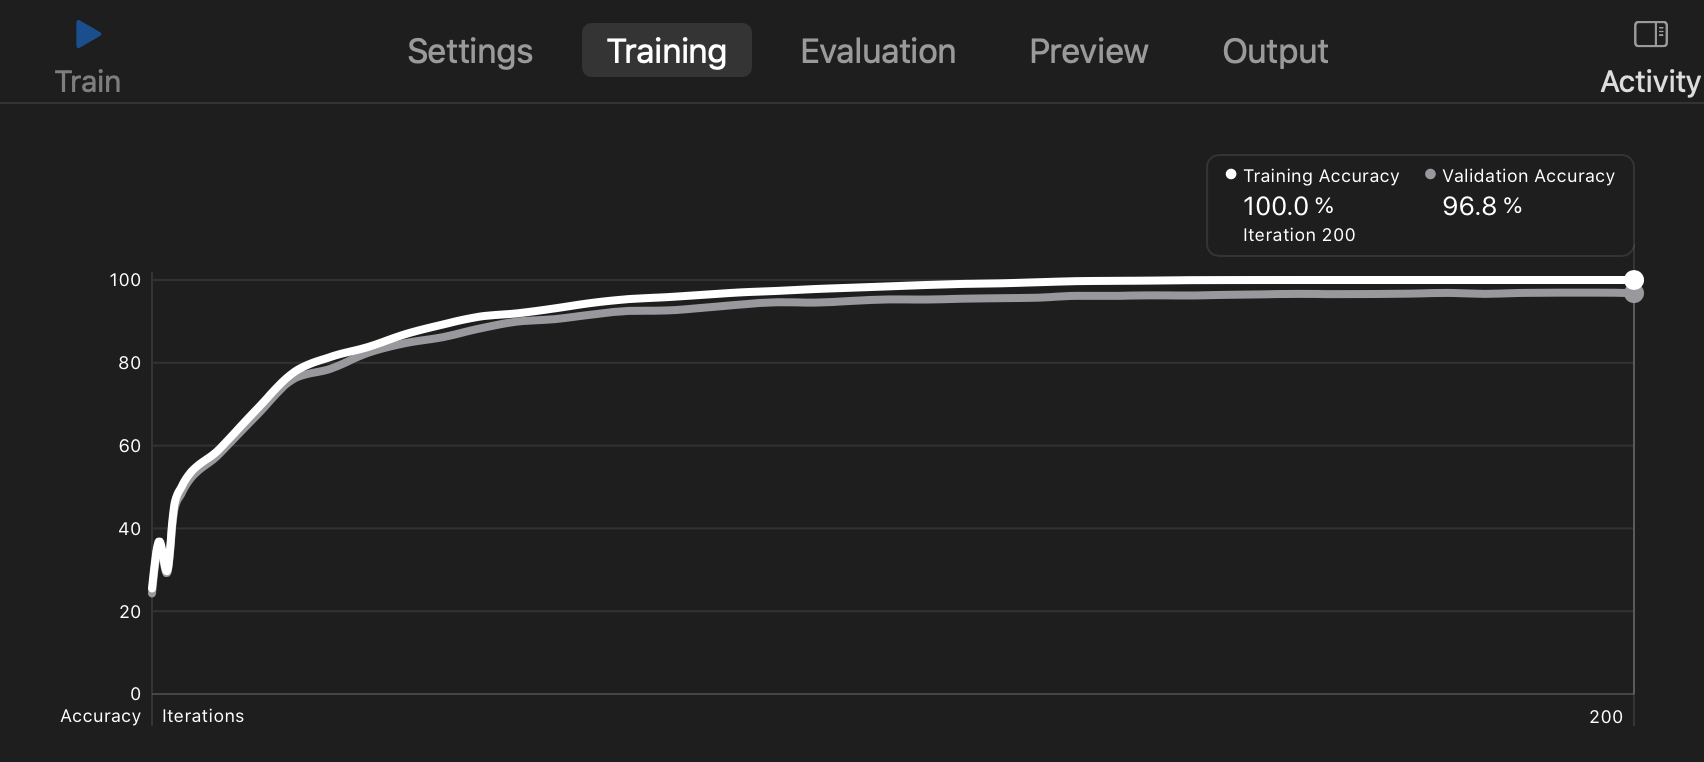 Train
Settings
Training
Evaluation
Preview
Output
Activity
Training Accuracy
Validation Accuracy
100.0 %
96.8 %
Iteration 200
100
80
60
40
20
0
Accuracy
Iterations
200